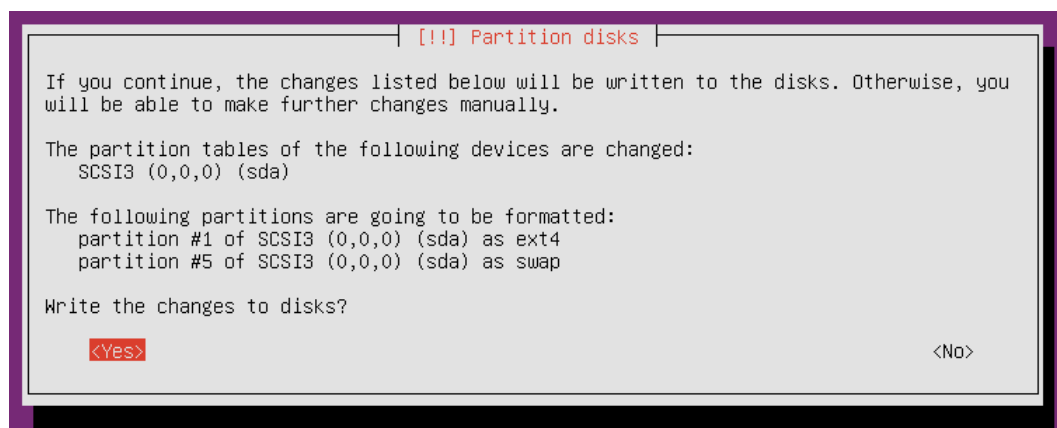 [!!] Partition disks
If you continue, the changes listed below will be written to the disks. Otherwise, you
will be able to make further changes manually.
The partition tables of the following devices are changed:
SCSI3 (0,0,0) (sda)
The following partitions are going to be formatted:
partition #1 of SCSI3 (0,0,0) (sda) as ext4
partition #5 of SCSI3 (0,0,0) (sda) as swap
Write the changes to disks?
<Yes> <No>